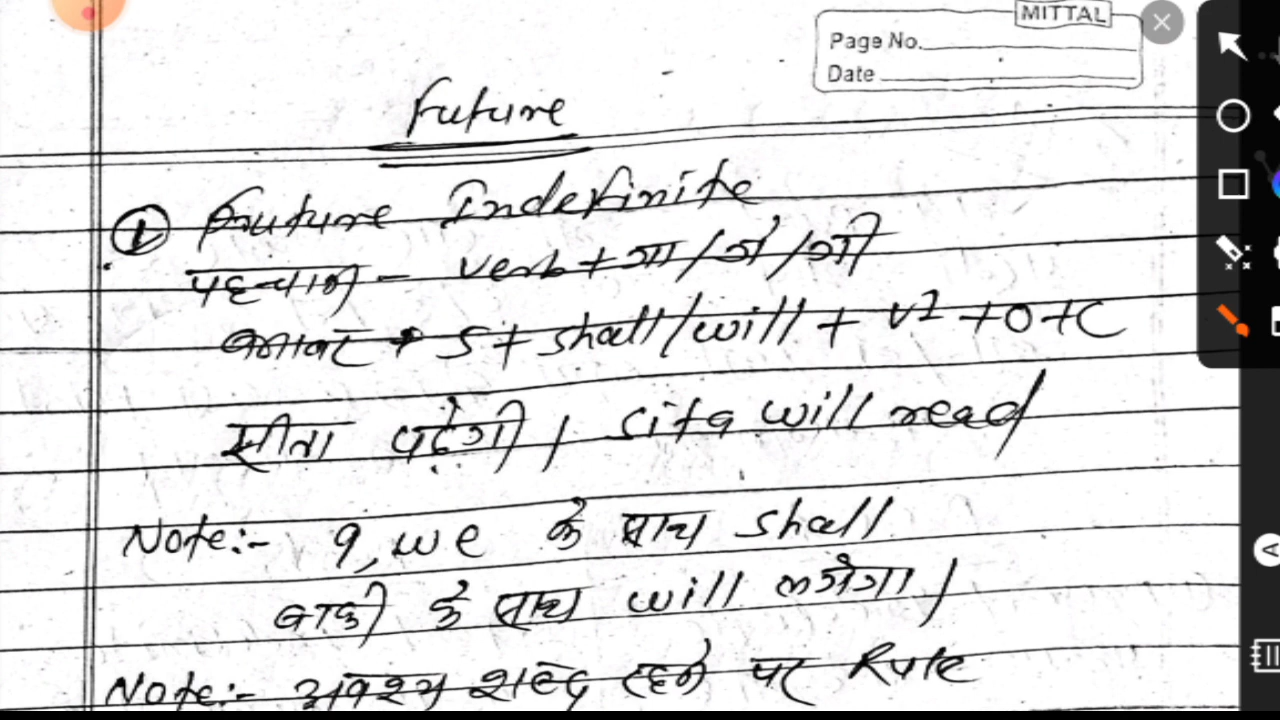 MITTAL
Page No.
Date
Future
① Future Indefinite
पहचान - verb + गा/गे/गी
बनावट → S + shall/will + V1 + O + C
सीता पढ़ेगी । Sita will read
Note:- I, we के साथ shall
बाकी के साथ will लगेगा ।
Note:- अवश्य शब्द रहने पर Rule